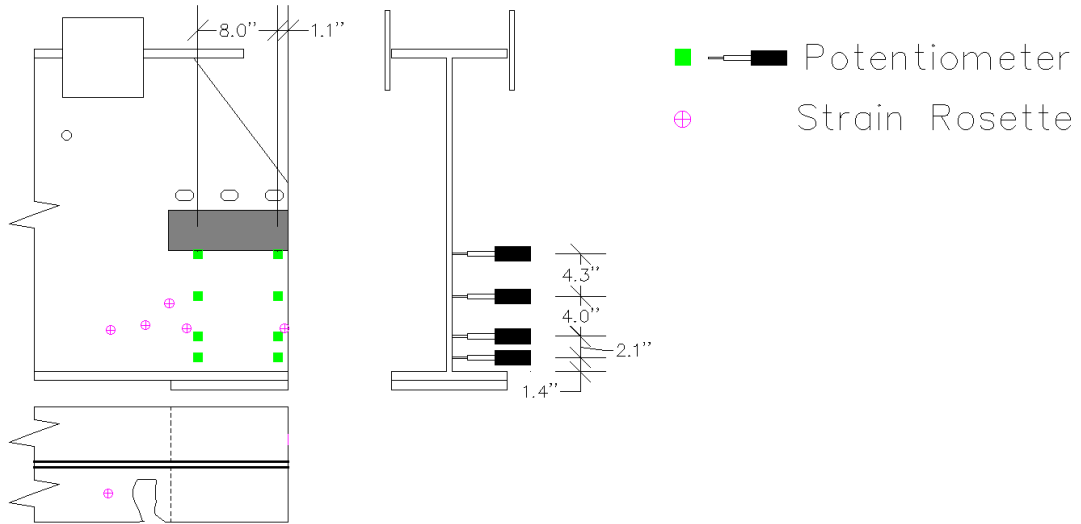 8.0" 1.1"
Potentiometer
Strain Rosette
4.3"
4.0"
2.1"
1.4"